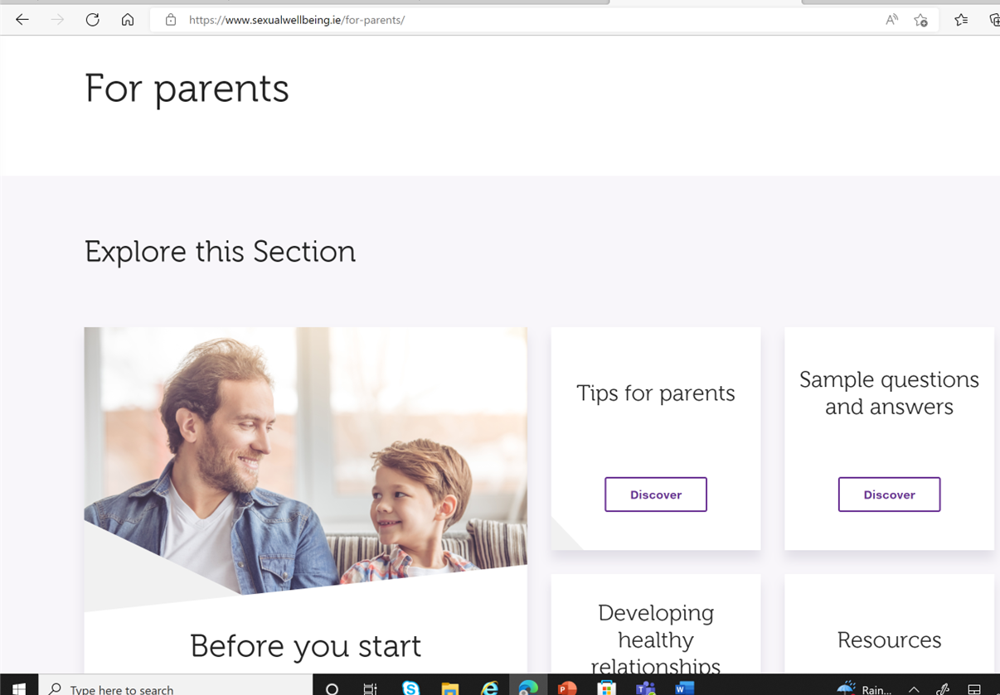 https://www.sexualwellbeing.ie/for-parents/
For parents
Explore this Section
Tips for parents
Discover
Sample questions
and answers
Discover
Before you start
Developing
healthy
relationships
Resources
Type here to search
Rain...